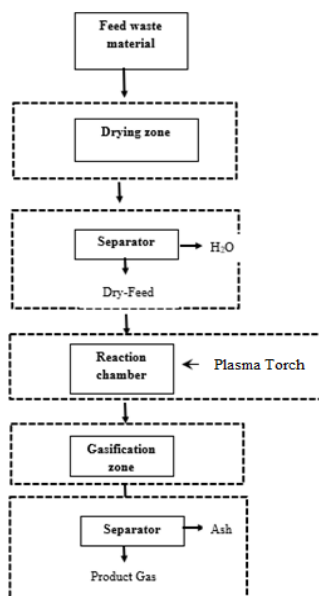 Feed waste
material
Drying zone
Separator
H₂O
Dry-Feed
Reaction
chamber
Plasma Torch
Gasification
zone
Separator
Ash
Product Gas